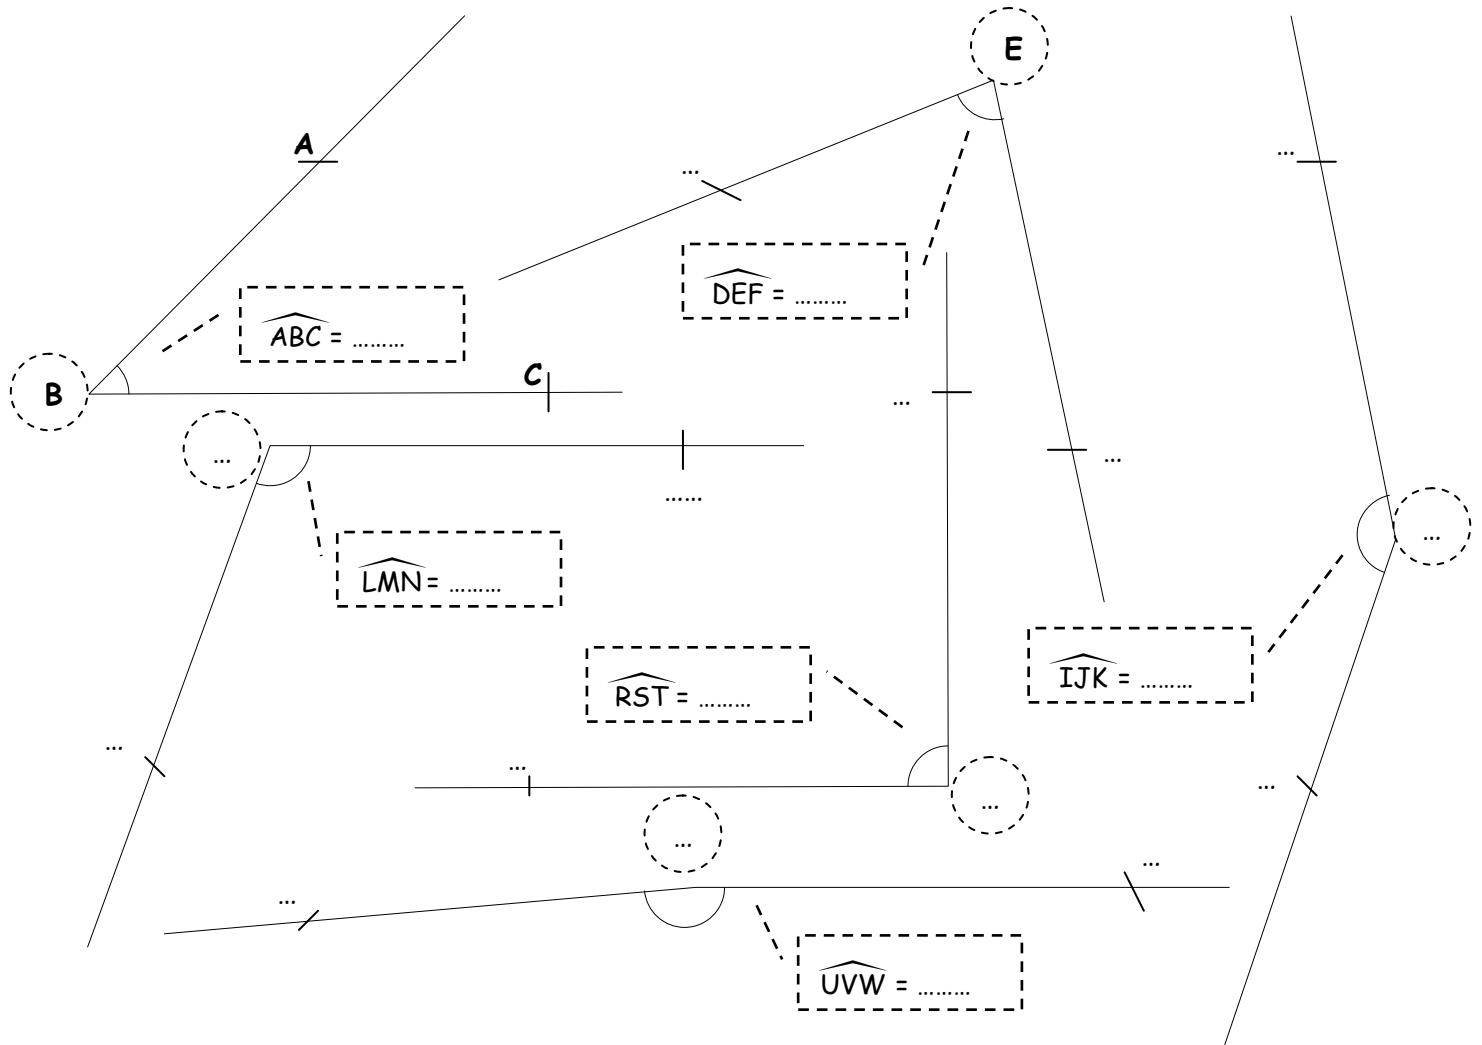 E
A
...
...
DEF = .........
ABC = .........
C
B
...
...
...
......
...
LMN = .........
RST = .........
IJK = .........
...
...
...
...
...
...
...
UVW = .........